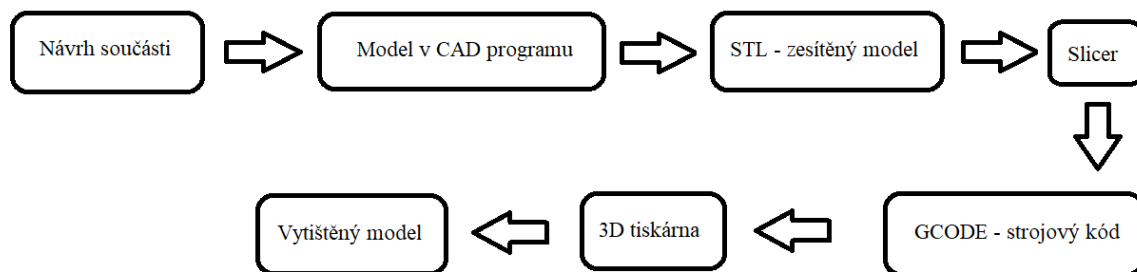 Návrh součásti
Model v CAD programu
STL - zesítěný model
Slicer
GCODE - strojový kód
3D tiskárna
Vytištěný model